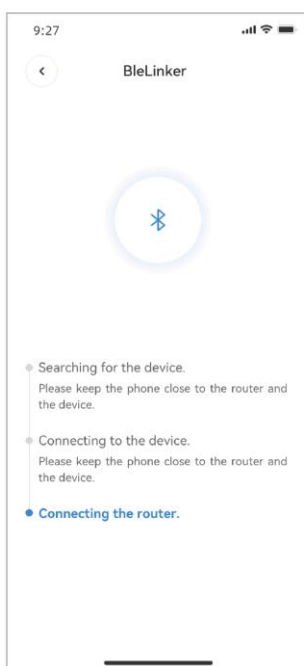 9:27
BleLinker
Searching for the device.
Please keep the phone close to the router and
the device.
Connecting to the device.
Please keep the phone close to the router and
the device.
Connecting the router.